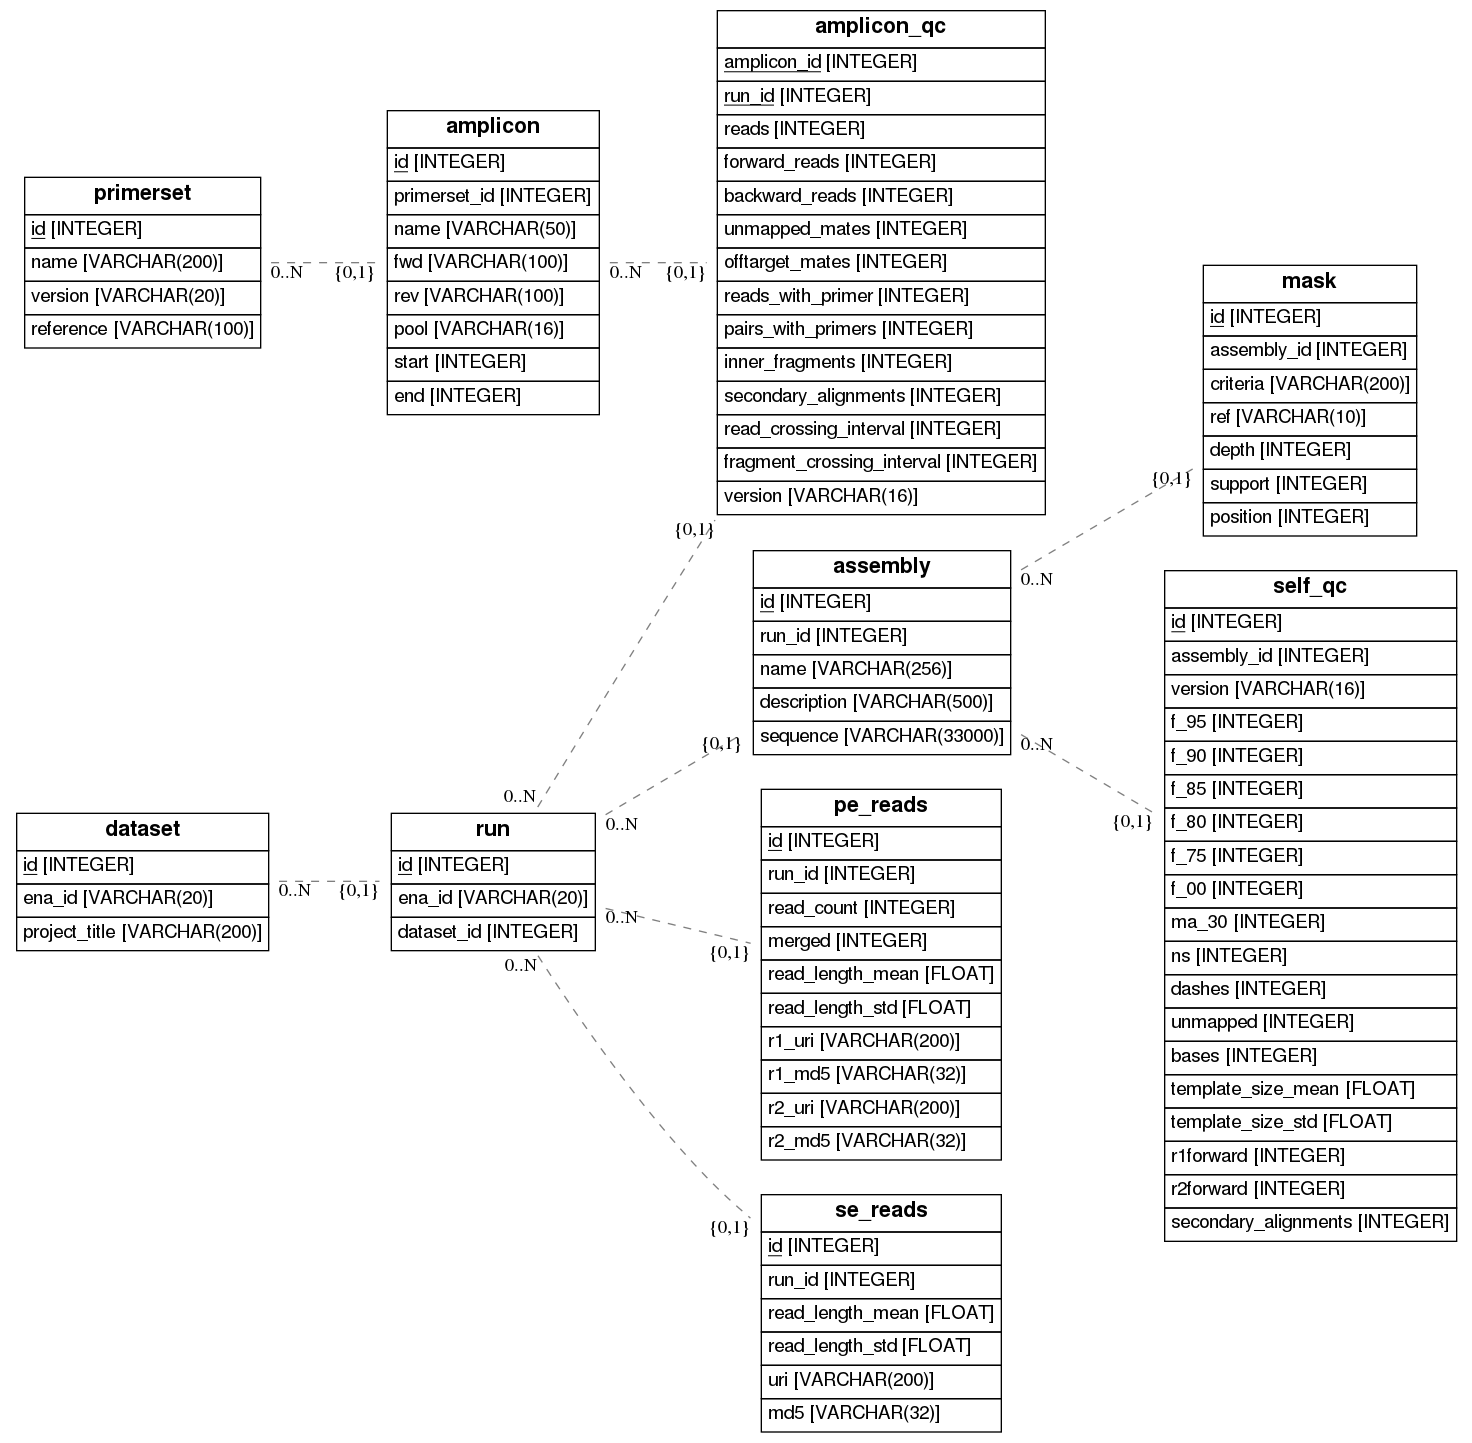 primerset
id [INTEGER]
name [VARCHAR(200)]
version [VARCHAR(20)]
reference [VARCHAR(100)]
0..N
{0,1}
amplicon
id [INTEGER]
primerset_id [INTEGER]
name [VARCHAR(50)]
fwd [VARCHAR(100)]
rev [VARCHAR(100)]
pool [VARCHAR(16)]
start [INTEGER]
end [INTEGER]
0..N
{0,1}
amplicon_qc
amplicon_id [INTEGER]
run_id [INTEGER]
reads [INTEGER]
forward_reads [INTEGER]
backward_reads [INTEGER]
unmapped_mates [INTEGER]
offtarget_mates [INTEGER]
reads_with_primer [INTEGER]
pairs_with_primers [INTEGER]
inner_fragments [INTEGER]
secondary_alignments [INTEGER]
read_crossing_interval [INTEGER]
fragment_crossing_interval [INTEGER]
version [VARCHAR(16)]
{0,1}
0..N
dataset
id [INTEGER]
ena_id [VARCHAR(20)]
project_title [VARCHAR(200)]
0..N
{0,1}
run
id [INTEGER]
ena_id [VARCHAR(20)]
dataset_id [INTEGER]
0..N
{0,1}
0..N
{0,1}
0..N
{0,1}
assembly
id [INTEGER]
run_id [INTEGER]
name [VARCHAR(256)]
description [VARCHAR(500)]
sequence [VARCHAR(33000)]
0..N
{0,1}
0..N
{0,1}
pe_reads
id [INTEGER]
run_id [INTEGER]
read_count [INTEGER]
merged [INTEGER]
read_length_mean [FLOAT]
read_length_std [FLOAT]
r1_uri [VARCHAR(200)]
r1_md5 [VARCHAR(32)]
r2_uri [VARCHAR(200)]
r2_md5 [VARCHAR(32)]
se_reads
id [INTEGER]
run_id [INTEGER]
read_length_mean [FLOAT]
read_length_std [FLOAT]
uri [VARCHAR(200)]
md5 [VARCHAR(32)]
mask
id [INTEGER]
assembly_id [INTEGER]
criteria [VARCHAR(200)]
ref [VARCHAR(10)]
depth [INTEGER]
support [INTEGER]
position [INTEGER]
self_qc
id [INTEGER]
assembly_id [INTEGER]
version [VARCHAR(16)]
f_95 [INTEGER]
f_90 [INTEGER]
f_85 [INTEGER]
f_80 [INTEGER]
f_75 [INTEGER]
f_00 [INTEGER]
ma_30 [INTEGER]
ns [INTEGER]
dashes [INTEGER]
unmapped [INTEGER]
bases [INTEGER]
template_size_mean [FLOAT]
template_size_std [FLOAT]
r1forward [INTEGER]
r2forward [INTEGER]
secondary_alignments [INTEGER]